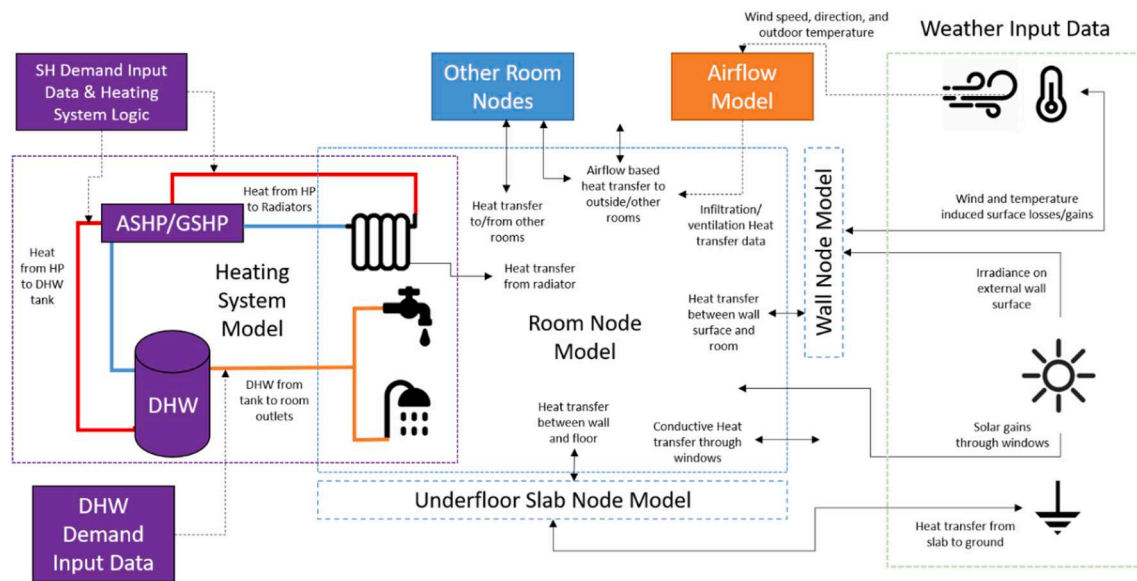 Wind speed, direction, and
outdoor temperature
Weather Input Data
SH Demand Input
Data & Heating
System Logic
Other Room
Nodes
Airflow
Model
Heat from HP
to Radiators
ASHP/GSHP
Heat
from HP
to DHW
tank
Heating
System
Model
DHW
DHW from
tank to room
outlets
DHW
Demand
Input Data
Heat transfer
to/from other
rooms
Airflow based
heat transfer to
outside/other
rooms
Infiltration/
ventilation Heat
transfer data
Heat transfer
from radiator
Room Node
Model
Heat transfer
between wall
surface and
room
Wall Node Model
Wind and temperature
induced surface losses/gains
Irradiance on
external wall
surface
Heat transfer
between wall
and floor
Conductive Heat
transfer through
windows
Solar gains
through windows
Underfloor Slab Node Model
Heat transfer from
slab to ground